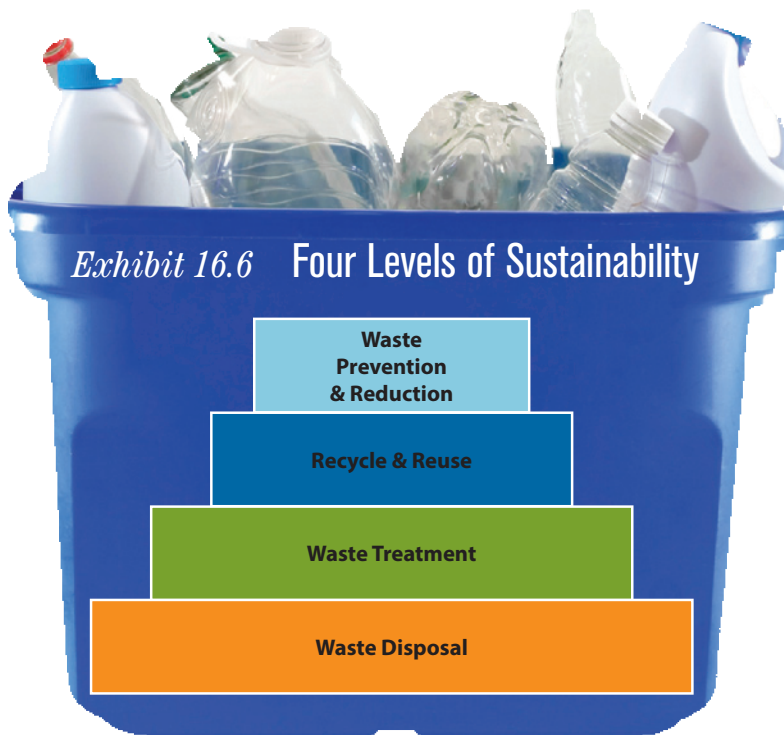 Exhibit 16.6 Four Levels of Sustainability
Waste
Prevention
& Reduction
Recycle & Reuse
Waste Treatment
Waste Disposal